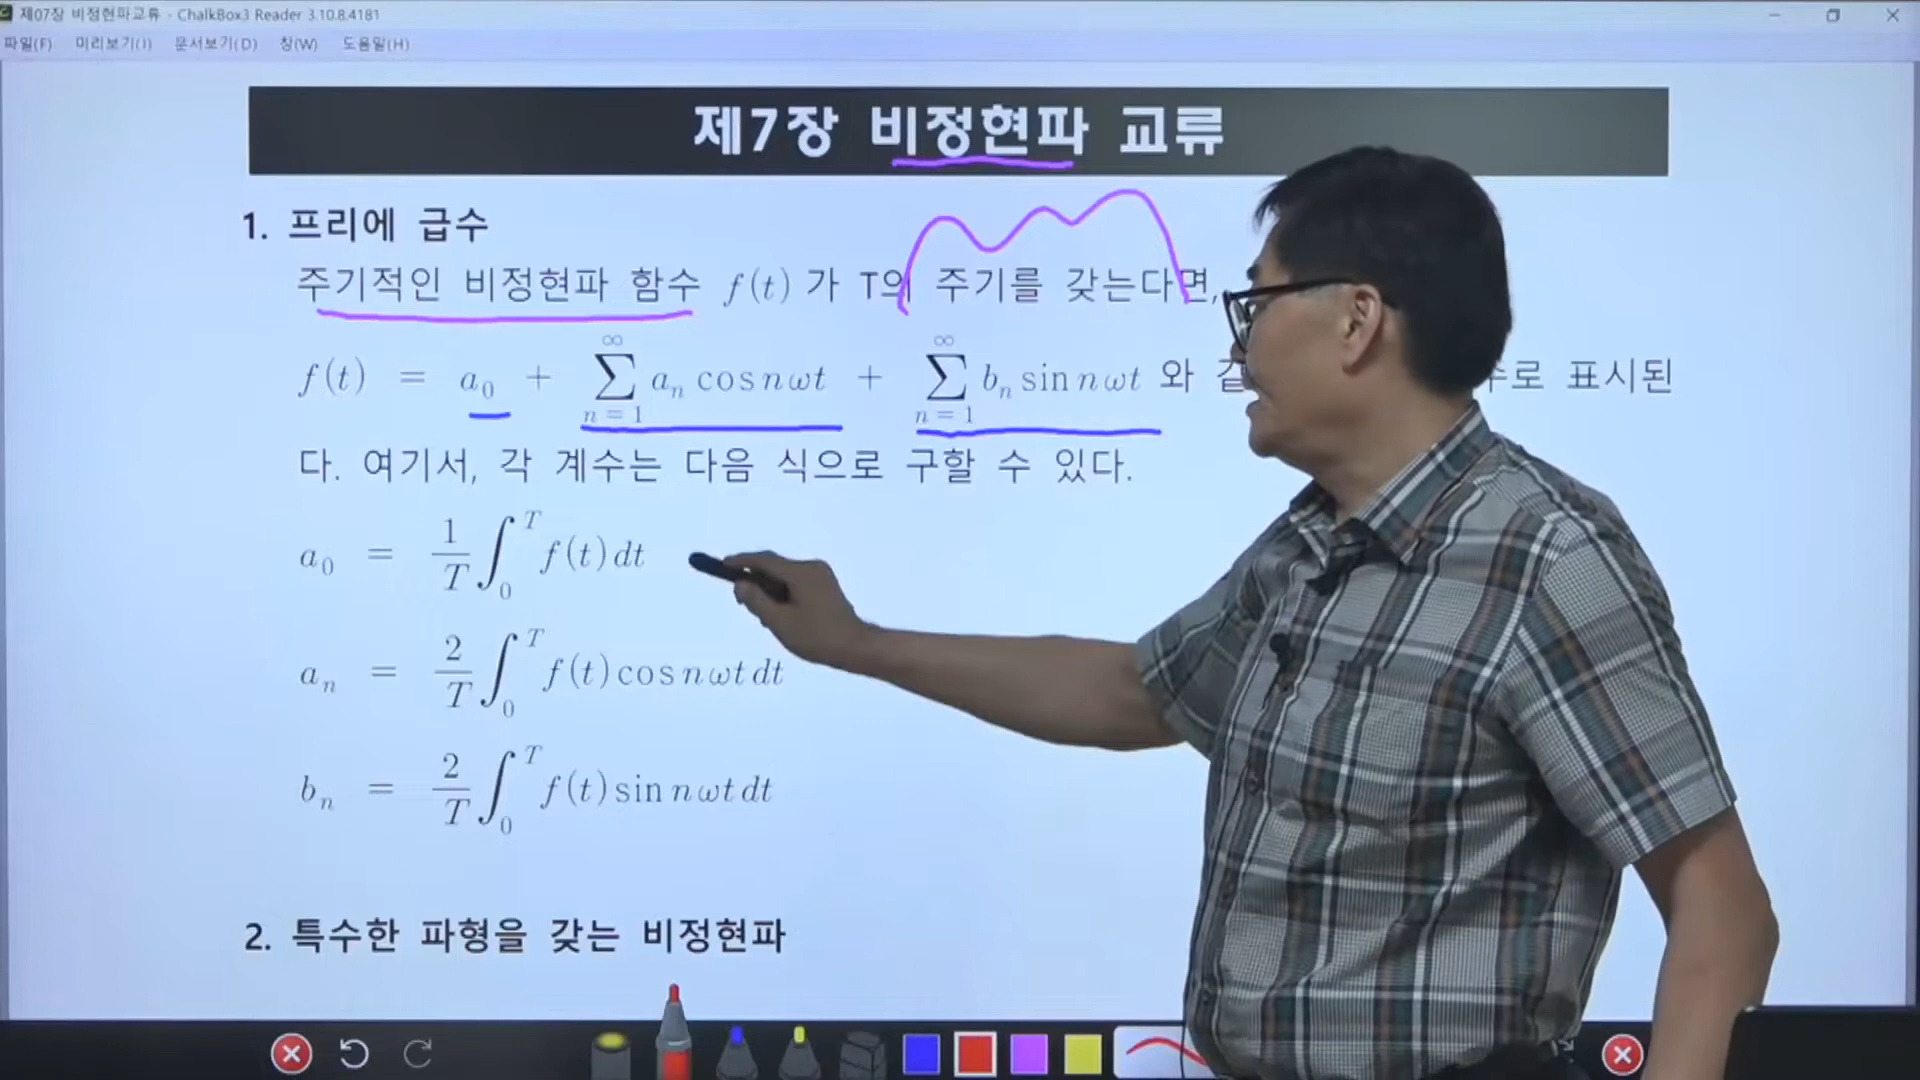 제07장 비정현파교류 - ChalkBox3 Reader 3.10.8.4181
파일(F) 미리보기(I) 문서보기(D) 창(W) 도움말(H)
제7장 비정현파 교류
1. 프리에 급수
주기적인 비정현파 함수 f(t) 가 T의 주기를 갖는다면,
f(t) = a₀ + ∑_{n=1}^{∞} aₙ cos nωt + ∑_{n=1}^{∞} bₙ sin nωt 와 표시된
다. 여기서, 각 계수는 다음 식으로 구할 수 있다.
a₀ = 1/T ∫₀ᵀ f(t) dt
aₙ = 2/T ∫₀ᵀ f(t) cos nωt dt
bₙ = 2/T ∫₀ᵀ f(t) sin nωt dt
2. 특수한 파형을 갖는 비정현파